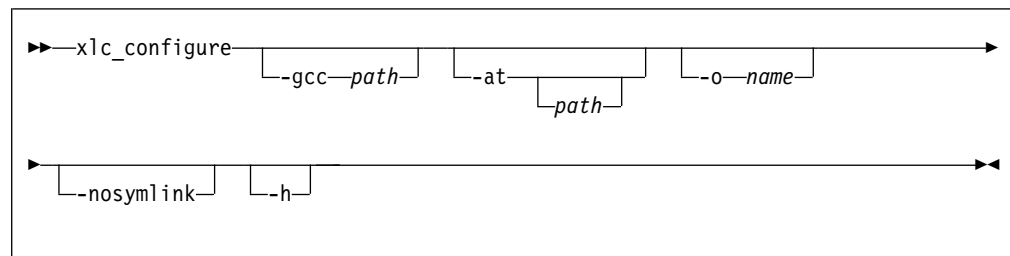 xlc_configure
-gcc path -at -o name
path
-nosymlink -h